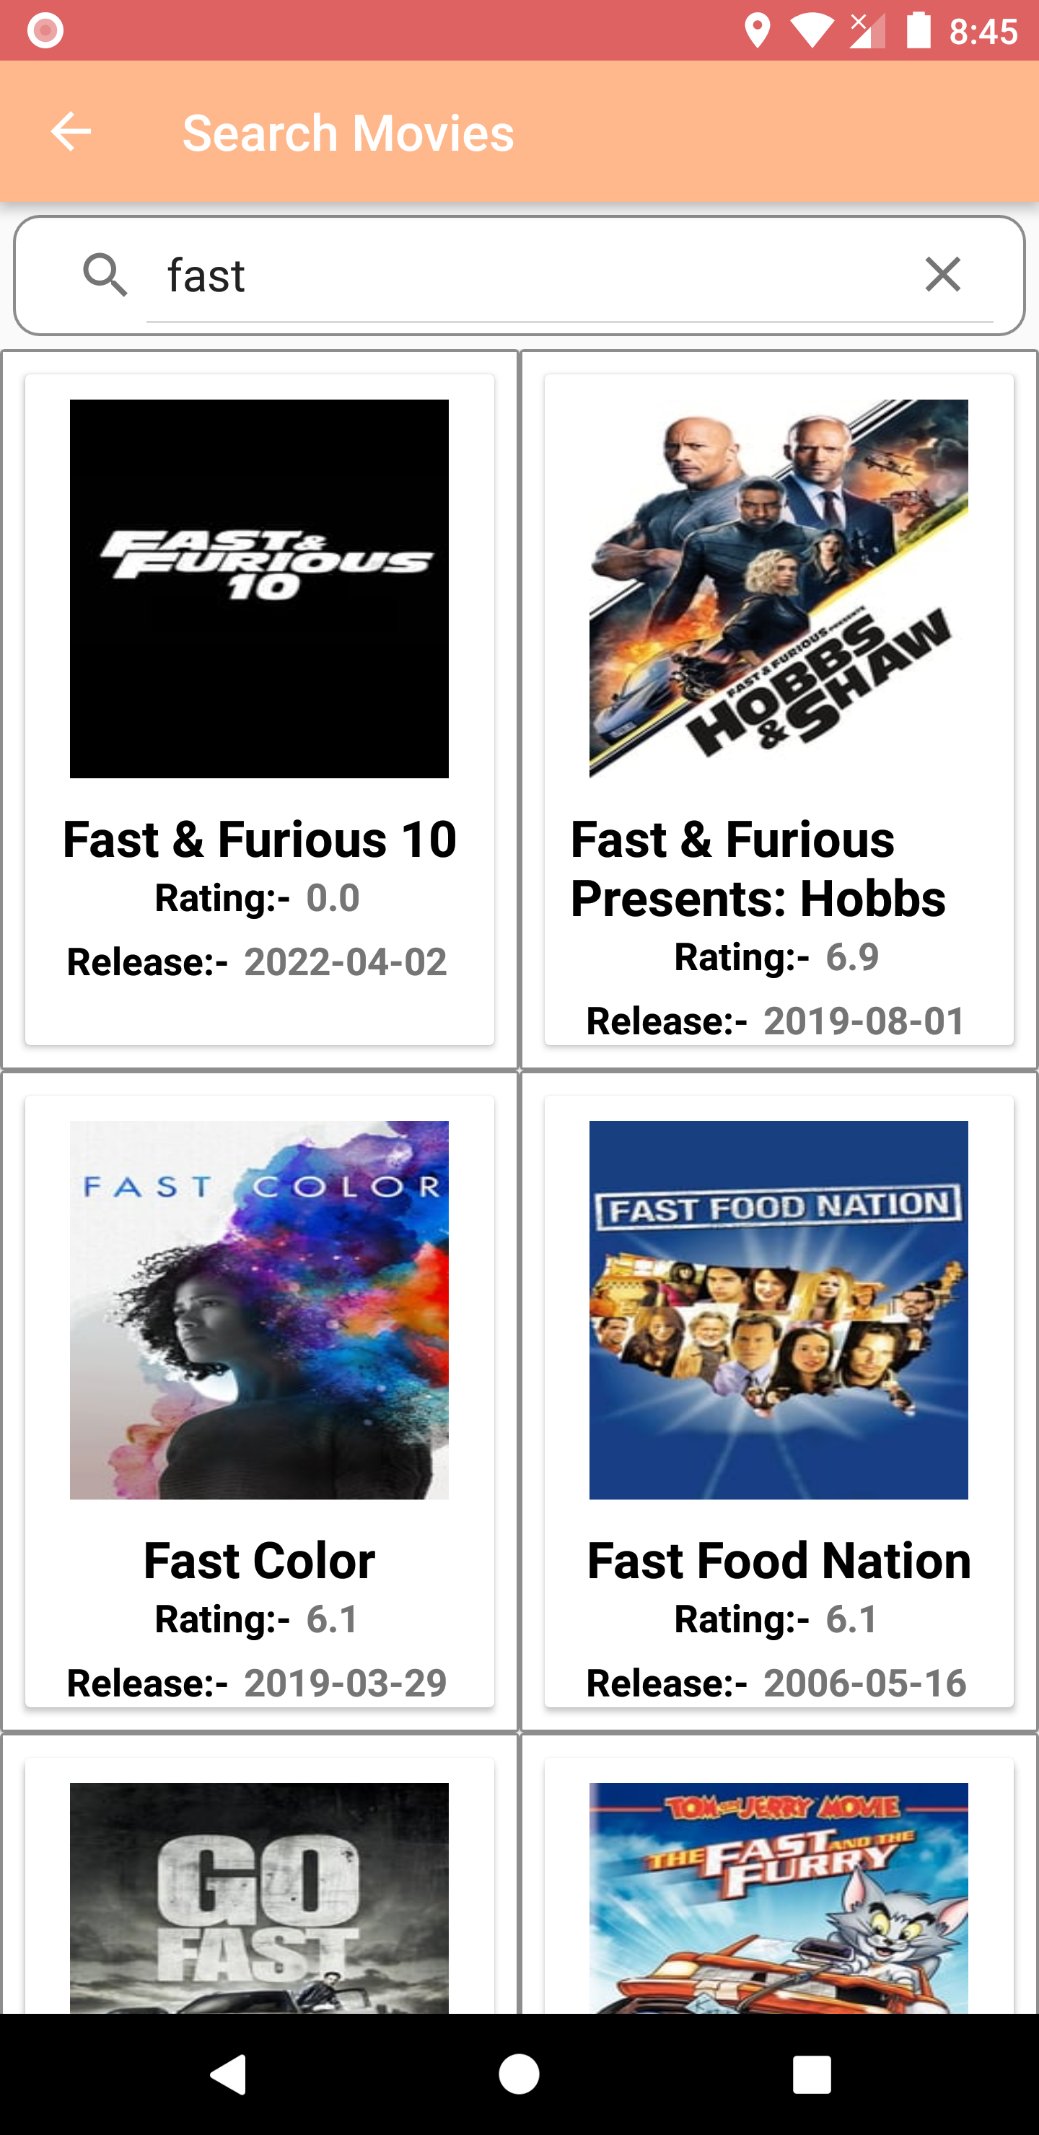 8:45
Search Movies
fast
FAST &
FURIOUS
10
Fast & Furious 10
Rating:- 0.0
Release:- 2022-04-02
FAST & FURIOUS PRESENTS
HOBBS
& SHAW
Fast & Furious
Presents: Hobbs
Rating:- 6.9
Release:- 2019-08-01
FAST COLOR
Fast Color
Rating:- 6.1
Release:- 2019-03-29
FAST FOOD NATION
Fast Food Nation
Rating:- 6.1
Release:- 2006-05-16
GO
FAST
TOM AND JERRY MOVIE
THE FAST AND THE
FURRY